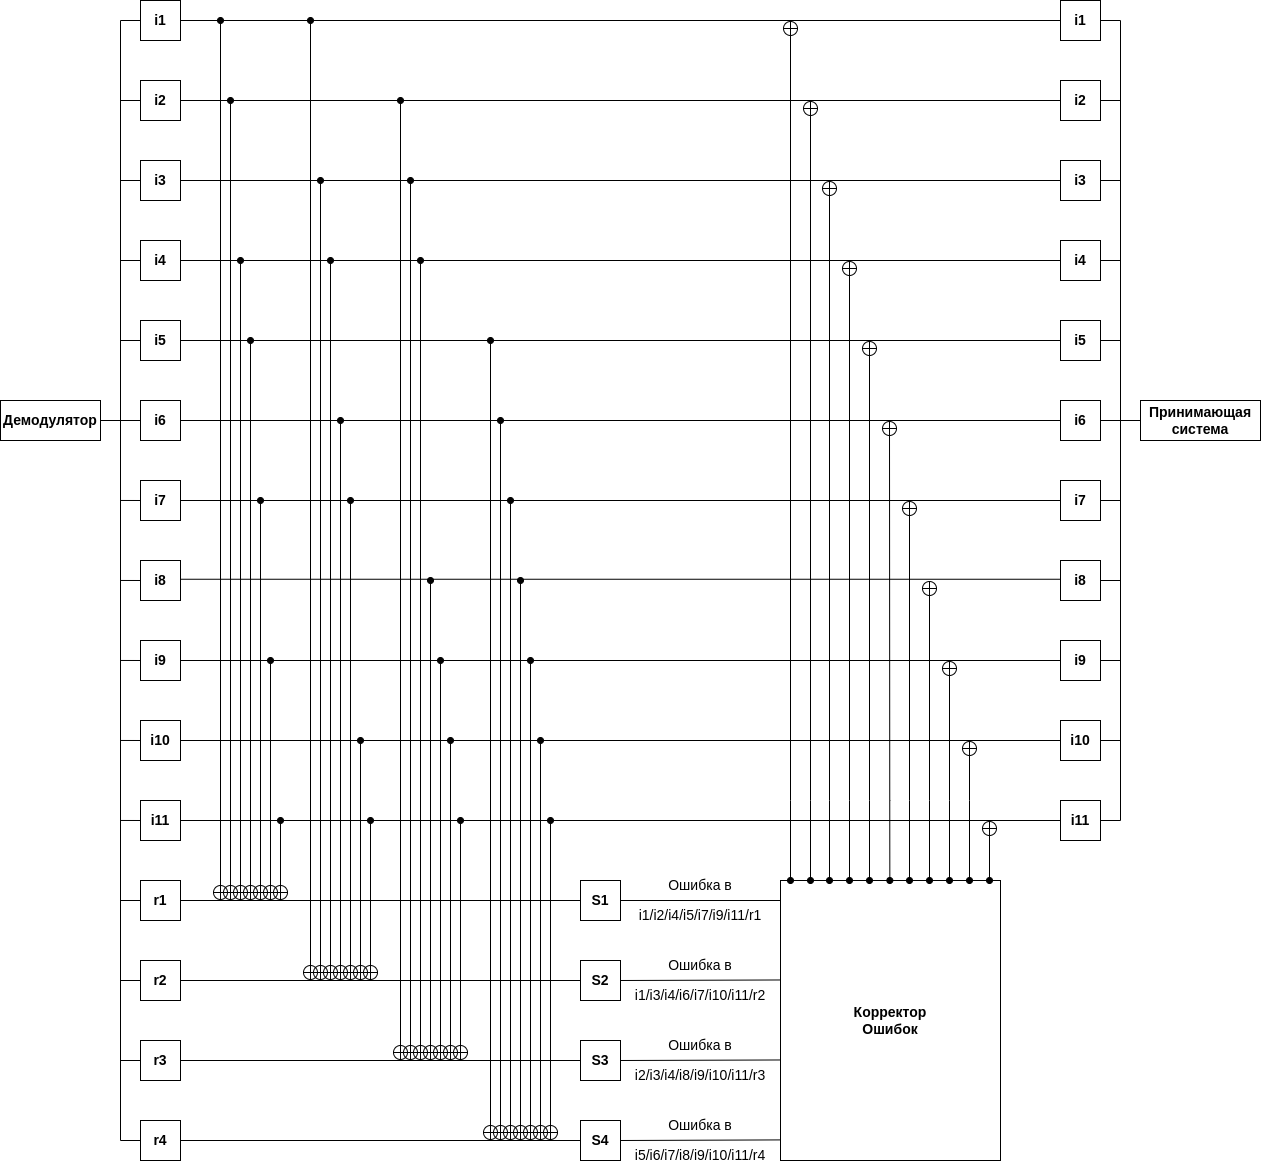 i1
i1
i2
i2
i3
i3
i4
i4
i5
i5
Демодулятор
i6
i6
Принимающая
система
i7
i7
i8
i8
i9
i9
i10
i10
i11
i11
r1
S1
Ошибка в
i1/i2/i4/i5/i7/i9/i11/r1
r2
S2
Ошибка в
i1/i3/i4/i6/i7/i10/i11/r2
Корректор
Ошибок
r3
S3
Ошибка в
i2/i3/i4/i8/i9/i10/i11/r3
r4
S4
Ошибка в
i5/i6/i7/i8/i9/i10/i11/r4